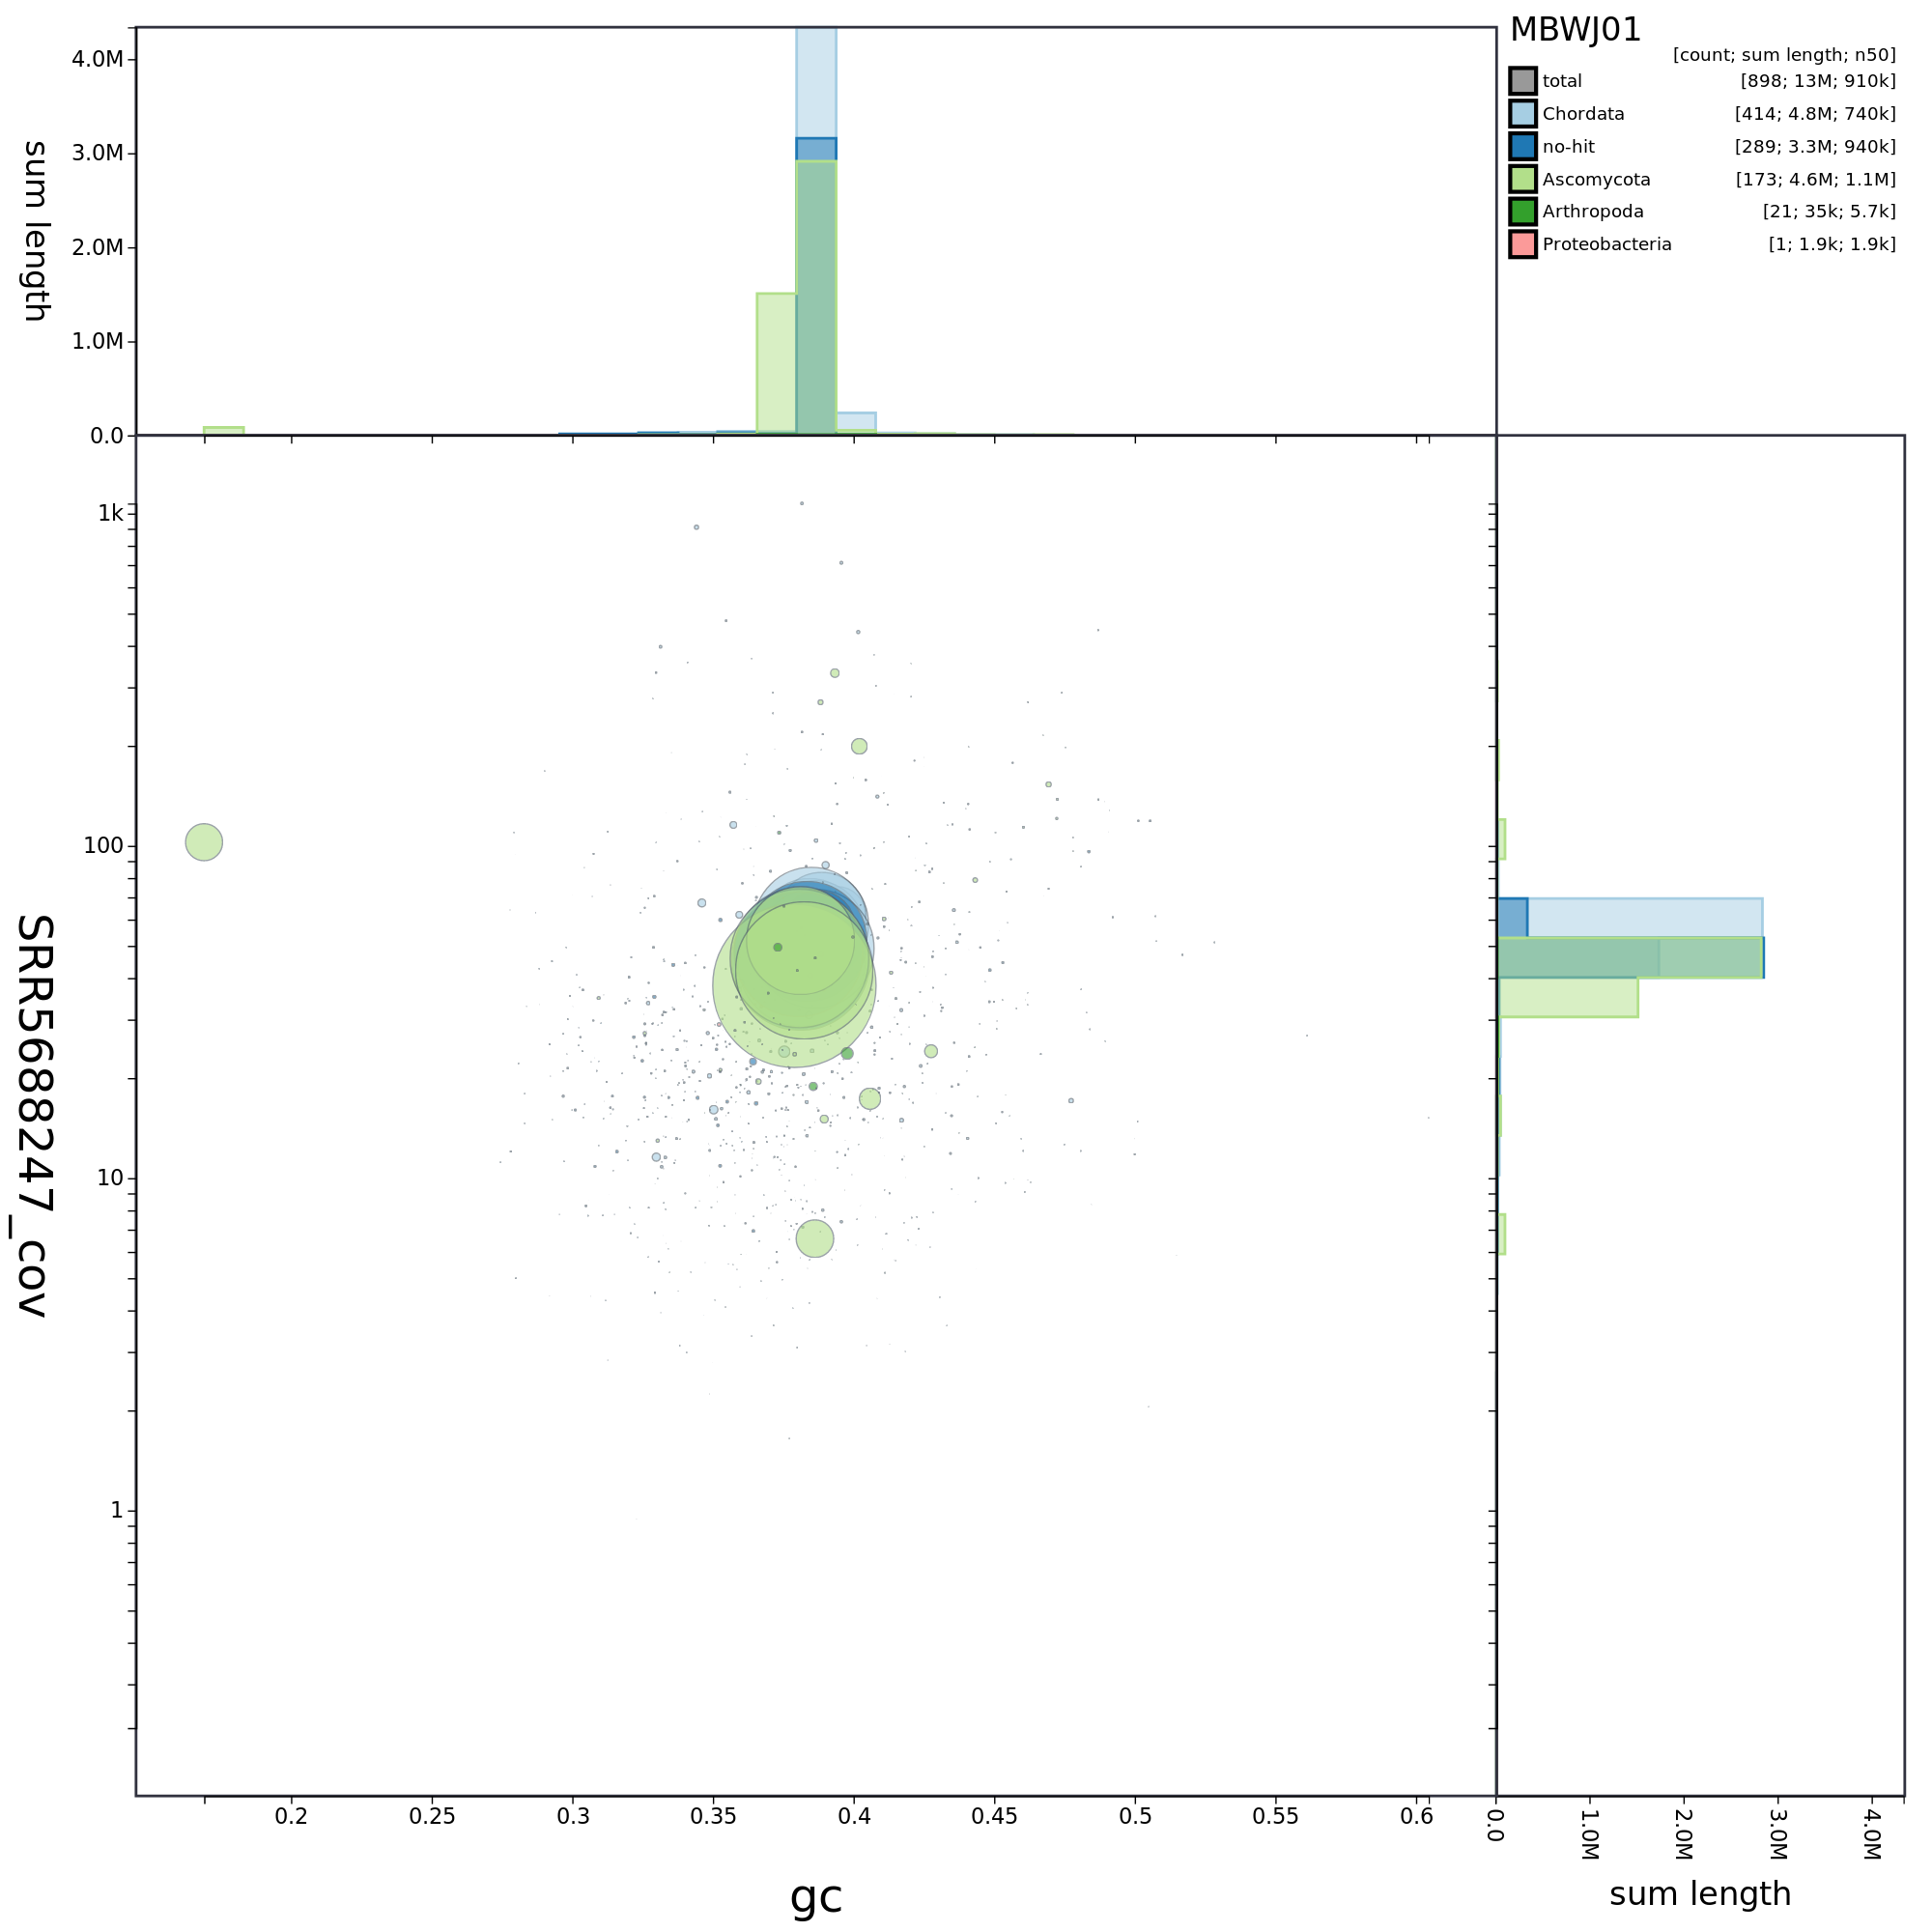 MBWJ01
[count; sum length; n50]
total [898; 13M; 910k]
Chordata [414; 4.8M; 740k]
no-hit [289; 3.3M; 940k]
Ascomycota [173; 4.6M; 1.1M]
Arthropoda [21; 35k; 5.7k]
Proteobacteria [1; 1.9k; 1.9k]
sum length
4.0M
3.0M
2.0M
1.0M
0.0
SRR5688247_cov
1k
100
10
1
0.2 0.25 0.3 0.35 0.4 0.45 0.5 0.55 0.6
gc
0.0 1.0M 2.0M 3.0M 4.0M
sum length